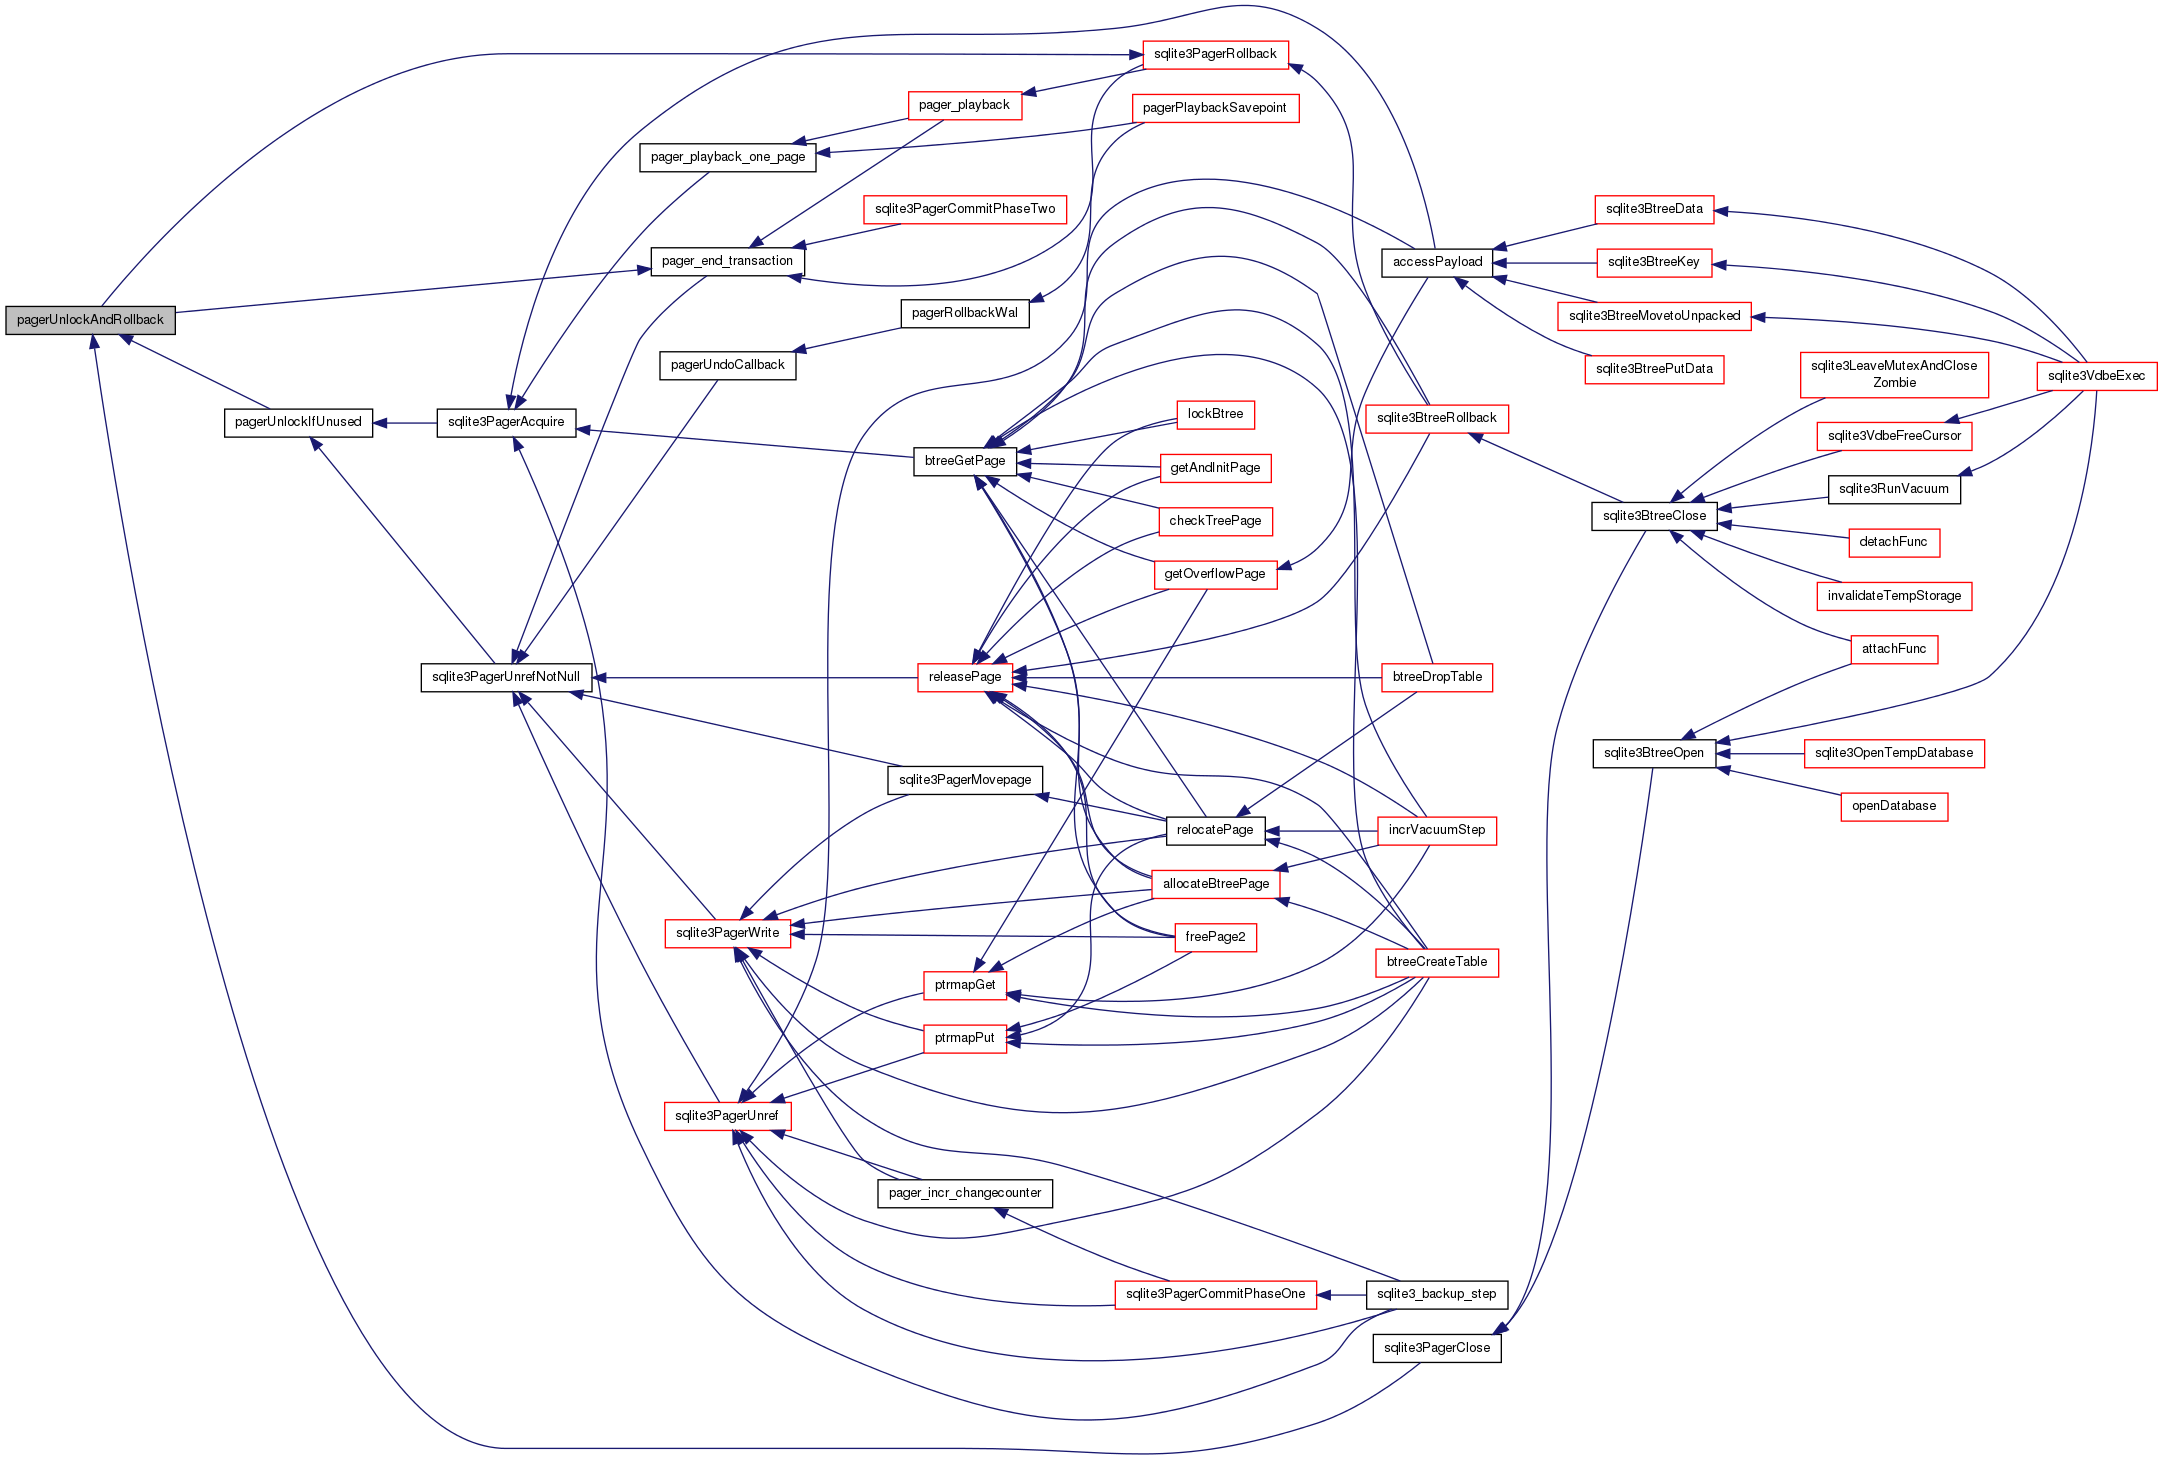 sqlite3PagerRollback
pager_playback
pagerPlaybackSavepoint
pager_playback_one_page
sqlite3PagerCommitPhaseTwo
sqlite3BtreeData
pager_end_transaction
accessPayload
sqlite3BtreeKey
pagerRollbackWal
sqlite3BtreeMovetoUnpacked
pagerUnlockAndRollback
pagerUndoCallback
sqlite3BtreePutData
sqlite3LeaveMutexAndClose
Zombie
sqlite3VdbeExec
pagerUnlockIfUnused
sqlite3PagerAcquire
lockBtree
sqlite3BtreeRollback
sqlite3VdbeFreeCursor
btreeGetPage
getAndInitPage
sqlite3RunVacuum
checkTreePage
sqlite3BtreeClose
detachFunc
getOverflowPage
invalidateTempStorage
attachFunc
sqlite3PagerUnrefNotNull
releasePage
btreeDropTable
sqlite3BtreeOpen
sqlite3OpenTempDatabase
sqlite3PagerMovepage
openDatabase
relocatePage
incrVacuumStep
allocateBtreePage
sqlite3PagerWrite
freePage2
btreeCreateTable
ptrmapGet
ptrmapPut
sqlite3PagerUnref
pager_incr_changecounter
sqlite3PagerCommitPhaseOne
sqlite3_backup_step
sqlite3PagerClose